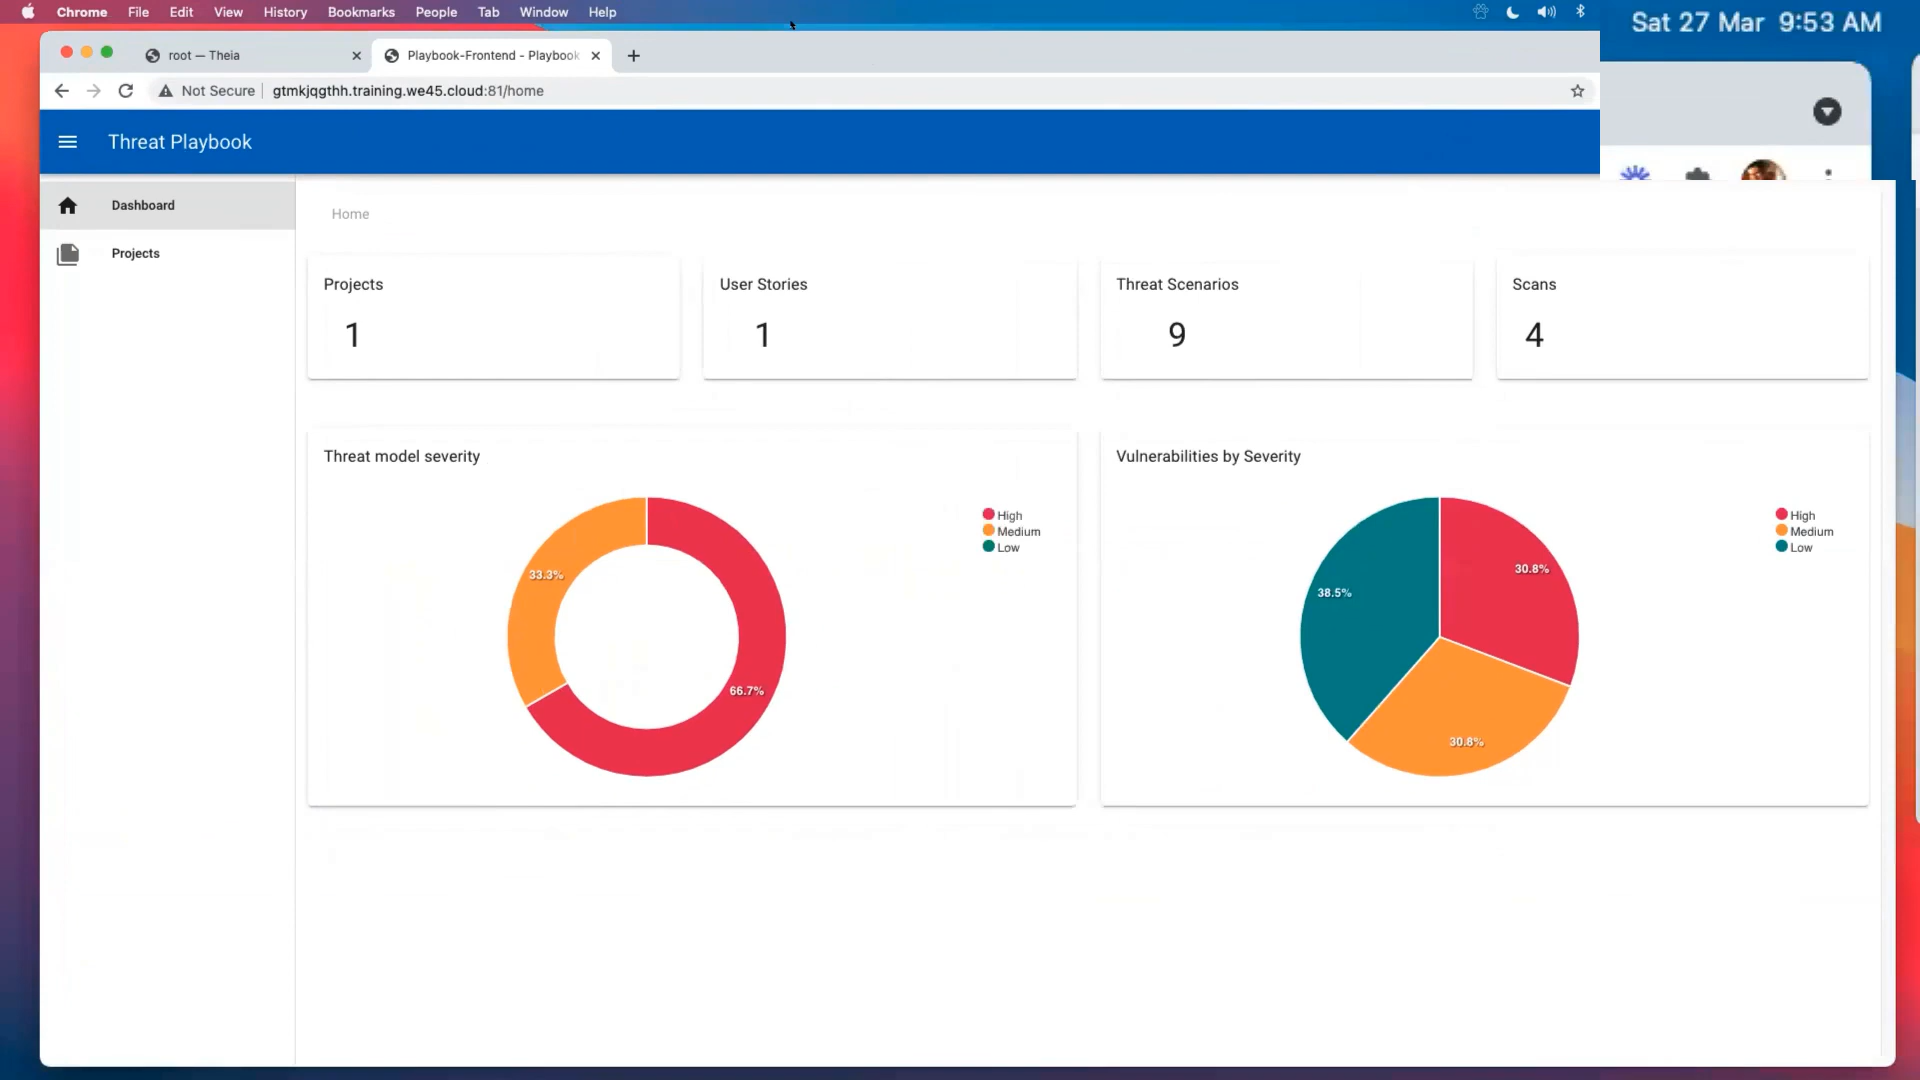 Chrome File Edit View History Bookmarks People Tab Window Help
Sat 27 Mar 9:53 AM
root — Theia
Playbook-Frontend - Playbook
Not Secure gtmkjqgthh.training.we45.cloud:81/home
Threat Playbook
Dashboard
Projects
Home
Projects
1
User Stories
1
Threat Scenarios
9
Scans
4
Threat model severity
High
Medium
Low
33.3%
66.7%
Vulnerabilities by Severity
High
Medium
Low
30.8%
38.5%
30.8%